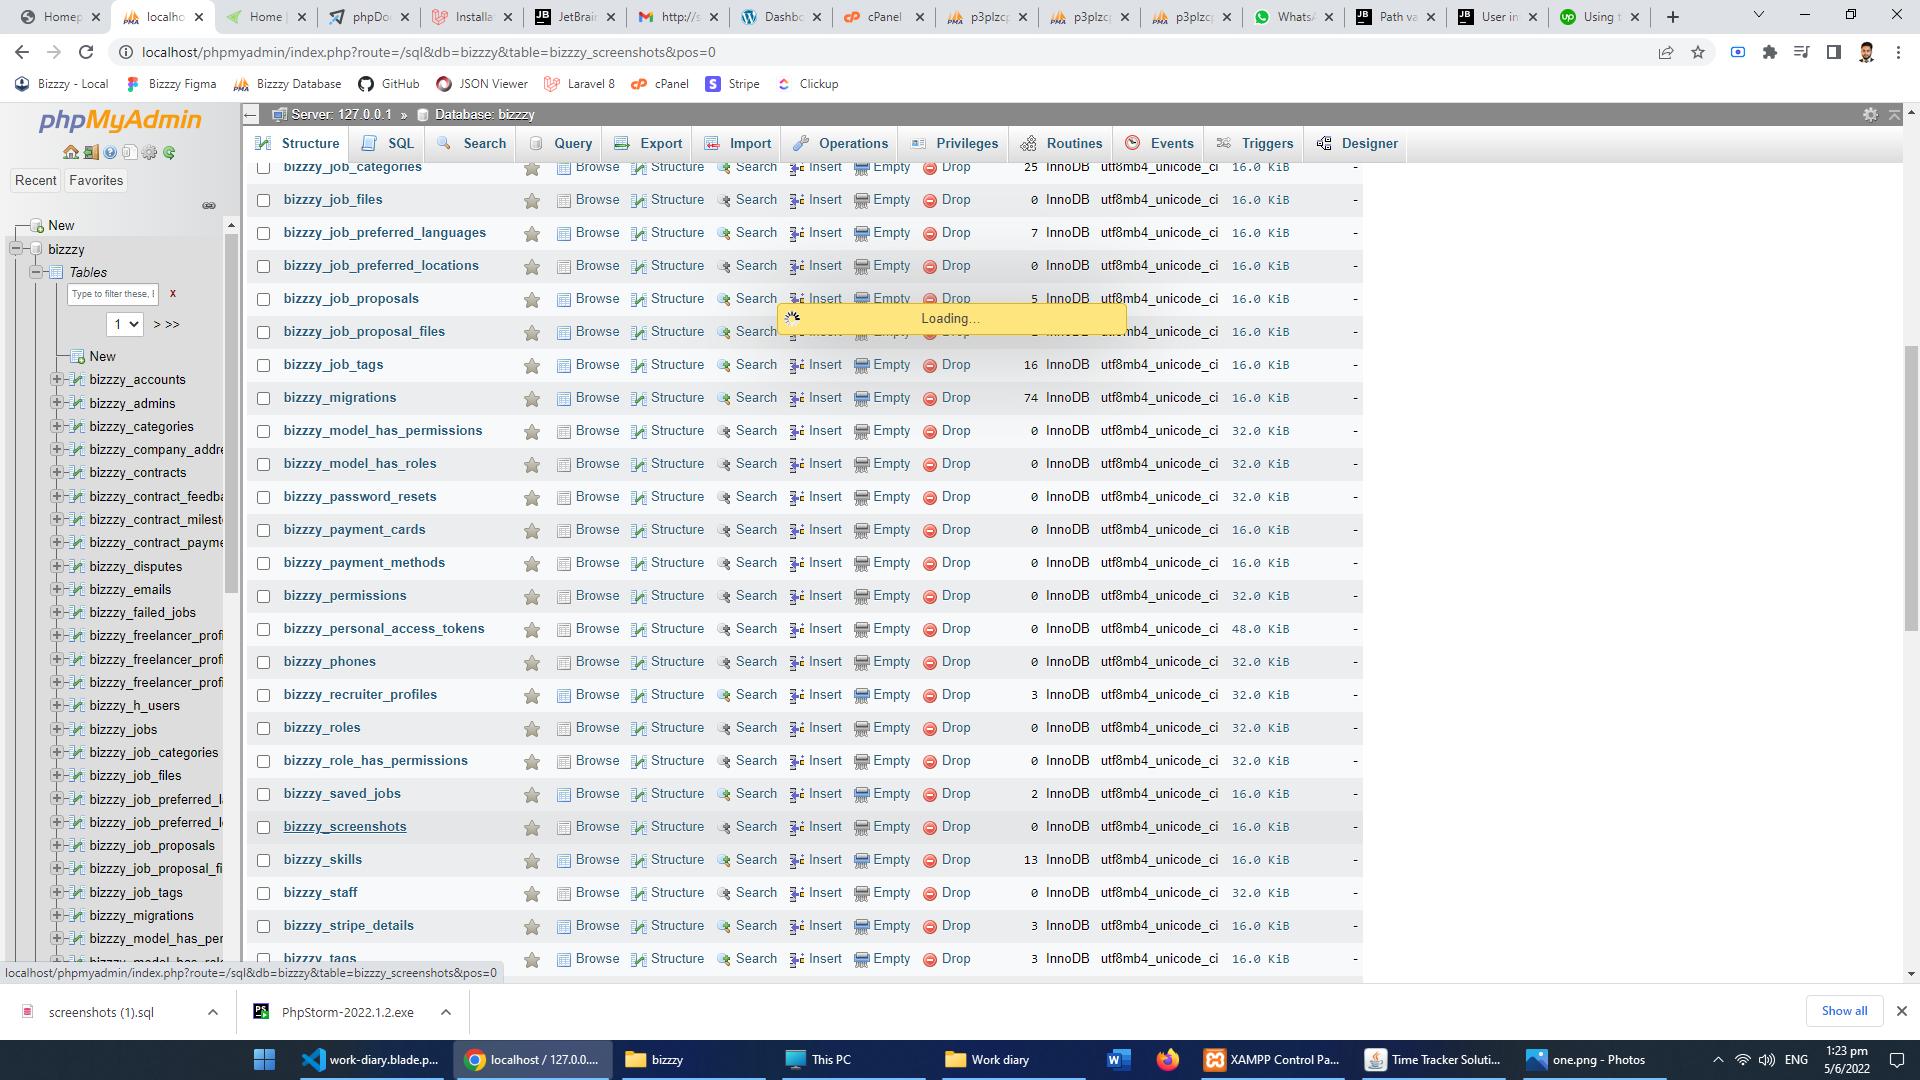 Homep
localho
Home
phpDo
Installa
JetBrain
http://s
Dashbo
cPanel
p3plzcp
p3plzcp
p3plzcp
WhatsA
Path va
User in
Using t
localhost/phpmyadmin/index.php?route=/sql&db=bizzzy&table=bizzzy_screenshots&pos=0
Bizzzy - Local
Bizzzy Figma
Bizzzy Database
GitHub
JSON Viewer
Laravel 8
cPanel
Stripe
Clickup
phpMyAdmin
Recent
Favorites
New
bizzzy
Tables
Type to filter these, E
X
1
> >>
New
bizzzy_accounts
bizzzy_admins
bizzzy_categories
bizzzy_company_addre
bizzzy_contracts
bizzzy_contract_feedba
bizzzy_contract_milest
bizzzy_contract_payme
bizzzy_disputes
bizzzy_emails
bizzzy_failed_jobs
bizzzy_freelancer_profi
bizzzy_freelancer_profi
bizzzy_freelancer_profi
bizzzy_h_users
bizzzy_jobs
bizzzy_job_categories
bizzzy_job_files
bizzzy_job_preferred_l
bizzzy_job_preferred_l
bizzzy_job_proposals
bizzzy_job_proposal_fi
bizzzy_job_tags
bizzzy_migrations
bizzzy_model_has_per
Server: 127.0.0.1 » Database: bizzzy
Structure SQL Search Query Export Import Operations Privileges Routines Events Triggers Designer
bizzzy_job_categories Browse Structure Search Insert Empty Drop 25 InnoDB utf8mb4_unicode_ci 16.0 KiB -
bizzzy_job_files Browse Structure Search Insert Empty Drop 0 InnoDB utf8mb4_unicode_ci 16.0 KiB -
bizzzy_job_preferred_languages Browse Structure Search Insert Empty Drop 7 InnoDB utf8mb4_unicode_ci 16.0 KiB -
bizzzy_job_preferred_locations Browse Structure Search Insert Empty Drop 0 InnoDB utf8mb4_unicode_ci 16.0 KiB -
bizzzy_job_proposals Browse Structure Search Insert Empty Drop 5 InnoDB utf8mb4_unicode_ci 16.0 KiB -
Loading...
bizzzy_job_proposal_files Browse Structure Search mb4_unicode_ci 16.0 KiB -
bizzzy_job_tags Browse Structure Search Insert Empty Drop 16 InnoDB utf8mb4_unicode_ci 16.0 KiB -
bizzzy_migrations Browse Structure Search Insert Empty Drop 74 InnoDB utf8mb4_unicode_ci 16.0 KiB -
bizzzy_model_has_permissions Browse Structure Search Insert Empty Drop 0 InnoDB utf8mb4_unicode_ci 32.0 KiB -
bizzzy_model_has_roles Browse Structure Search Insert Empty Drop 0 InnoDB utf8mb4_unicode_ci 32.0 KiB -
bizzzy_password_resets Browse Structure Search Insert Empty Drop 0 InnoDB utf8mb4_unicode_ci 32.0 KiB -
bizzzy_payment_cards Browse Structure Search Insert Empty Drop 0 InnoDB utf8mb4_unicode_ci 16.0 KiB -
bizzzy_payment_methods Browse Structure Search Insert Empty Drop 0 InnoDB utf8mb4_unicode_ci 16.0 KiB -
bizzzy_permissions Browse Structure Search Insert Empty Drop 0 InnoDB utf8mb4_unicode_ci 32.0 KiB -
bizzzy_personal_access_tokens Browse Structure Search Insert Empty Drop 0 InnoDB utf8mb4_unicode_ci 48.0 KiB -
bizzzy_phones Browse Structure Search Insert Empty Drop 0 InnoDB utf8mb4_unicode_ci 32.0 KiB -
bizzzy_recruiter_profiles Browse Structure Search Insert Empty Drop 3 InnoDB utf8mb4_unicode_ci 32.0 KiB -
bizzzy_roles Browse Structure Search Insert Empty Drop 0 InnoDB utf8mb4_unicode_ci 32.0 KiB -
bizzzy_role_has_permissions Browse Structure Search Insert Empty Drop 0 InnoDB utf8mb4_unicode_ci 32.0 KiB -
bizzzy_saved_jobs Browse Structure Search Insert Empty Drop 2 InnoDB utf8mb4_unicode_ci 16.0 KiB -
bizzzy_screenshots Browse Structure Search Insert Empty Drop 0 InnoDB utf8mb4_unicode_ci 16.0 KiB -
bizzzy_skills Browse Structure Search Insert Empty Drop 13 InnoDB utf8mb4_unicode_ci 16.0 KiB -
bizzzy_staff Browse Structure Search Insert Empty Drop 0 InnoDB utf8mb4_unicode_ci 32.0 KiB -
bizzzy_stripe_details Browse Structure Search Insert Empty Drop 3 InnoDB utf8mb4_unicode_ci 16.0 KiB -
bizzzy_tags Browse Structure Search Insert Empty Drop 3 InnoDB utf8mb4_unicode_ci 16.0 KiB -
localhost/phpmyadmin/index.php?route=/sql&db=bizzzy&table=bizzzy_screenshots&pos=0
screenshots (1).sql
PhpStorm-2022.1.2.exe
Show all
work-diary.blade.p...
localhost / 127.0.0....
bizzzy
This PC
Work diary
XAMPP Control Pa...
Time Tracker Soluti...
one.png - Photos
ENG
1:23 pm
5/6/2022